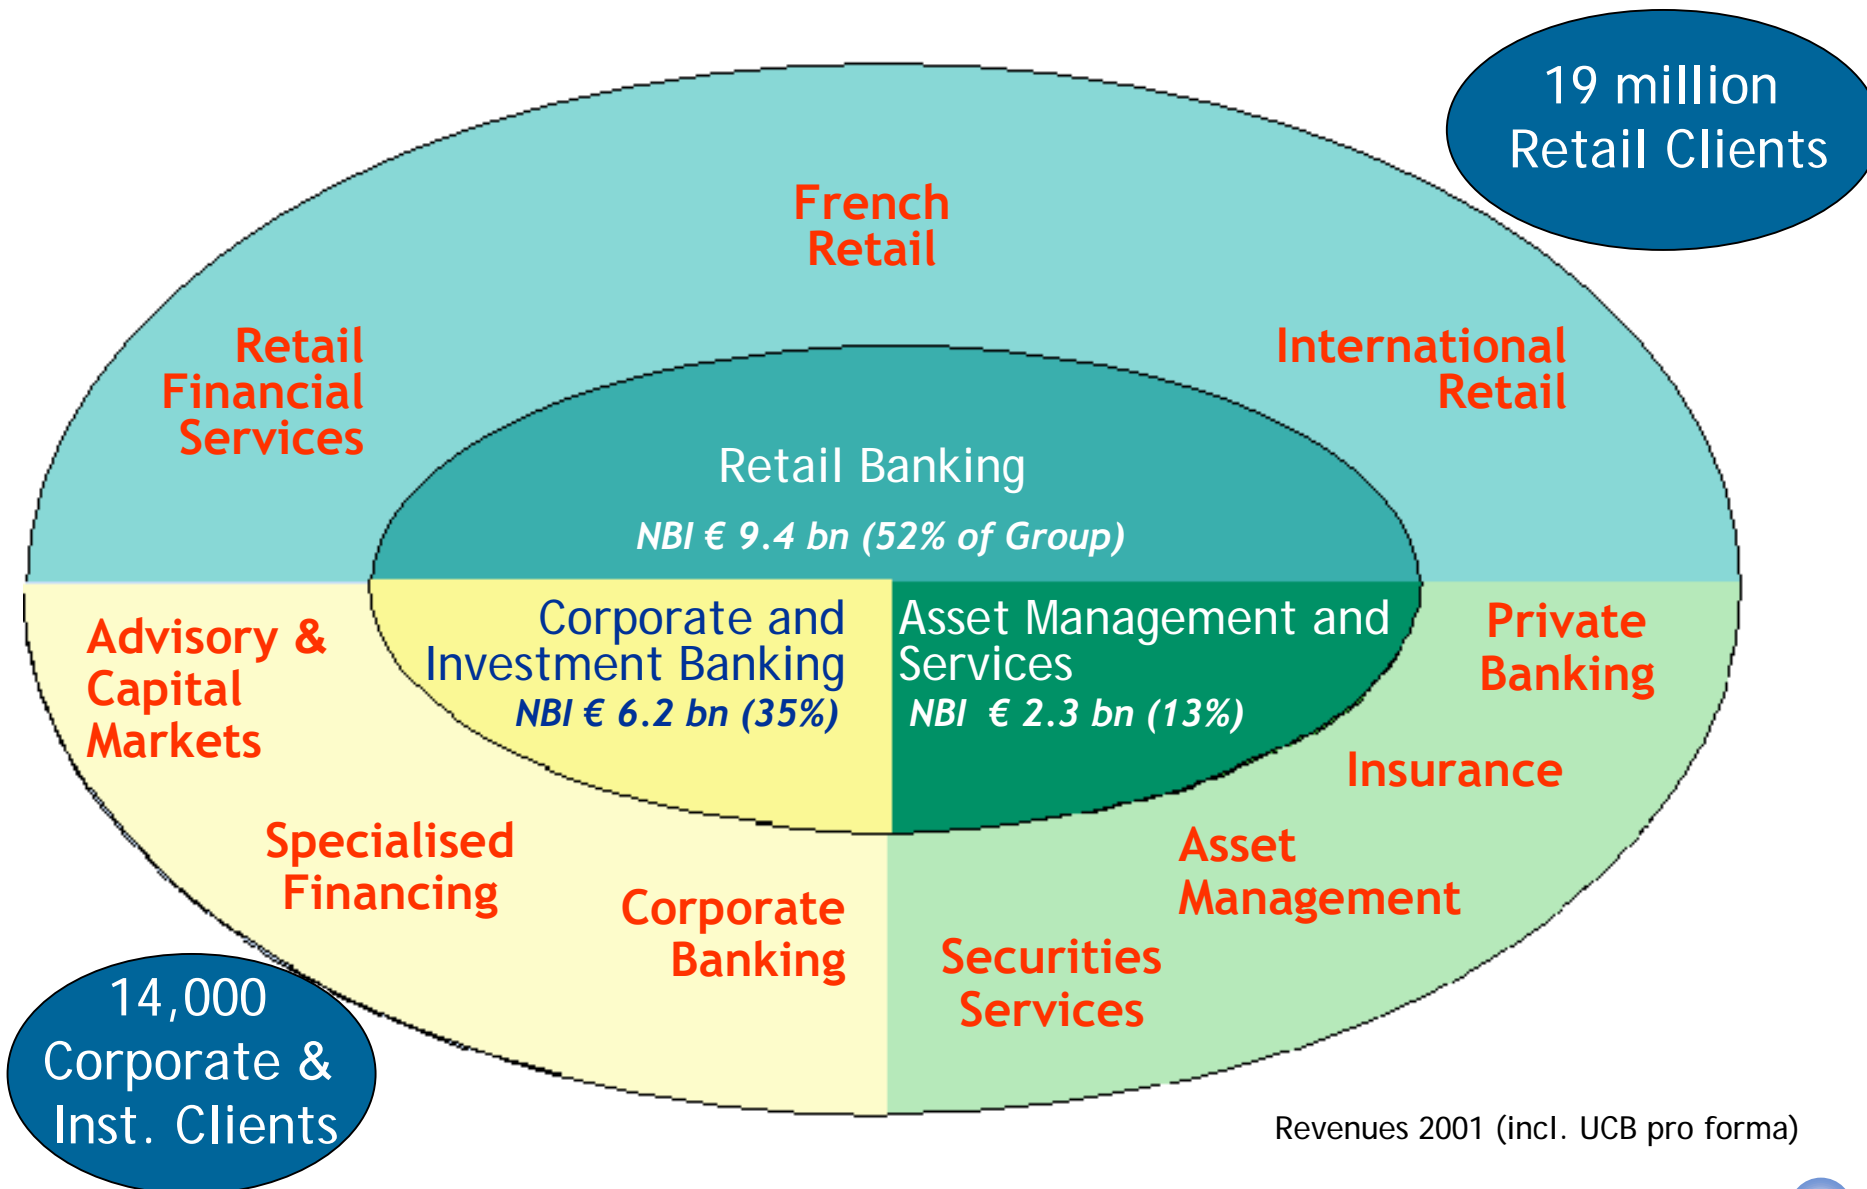 19 million
Retail Clients
French
Retail
Retail
Financial
Services
International
Retail
Retail Banking
NBI € 9.4 bn (52% of Group)
Corporate and
Investment Banking
NBI € 6.2 bn (35%)
Asset Management and
Services
NBI € 2.3 bn (13%)
Advisory &
Capital
Markets
Private
Banking
Insurance
Specialised
Financing
Asset
Management
Corporate
Banking
Securities
Services
14,000
Corporate &
Inst. Clients
Revenues 2001 (incl. UCB pro forma)